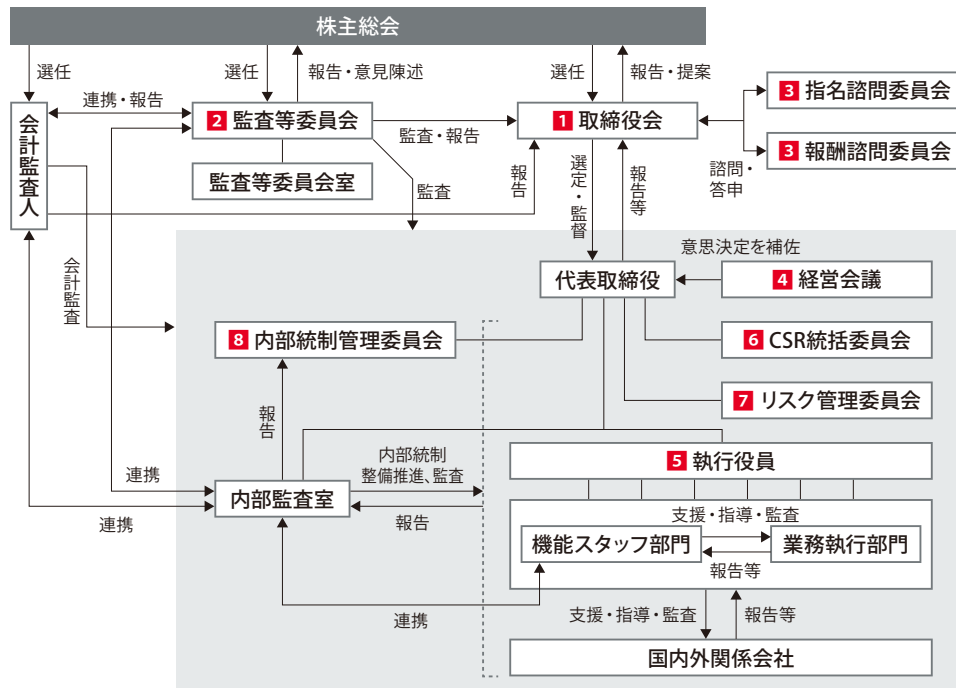 株主総会
選任
選任
報告・意見陳述
選任
報告・提案
連携・報告
会計監査人
2 監査等委員会
監査・報告
1 取締役会
3 指名諮問委員会
3 報酬諮問委員会
諮問・
答申
監査等委員会室
監査
報告
選定・監督
報告等
会計監査
意思決定を補佐
代表取締役
4 経営会議
8 内部統制管理委員会
6 CSR統括委員会
7 リスク管理委員会
報告
5 執行役員
連携
連携
内部監査室
内部統制
整備推進、監査
報告
支援・指導・監査
機能スタッフ部門
業務執行部門
報告等
連携
支援・指導・監査
報告等
国内外関係会社